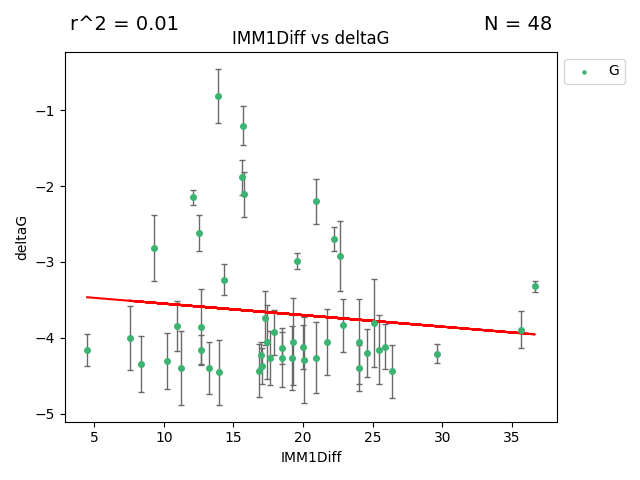 r^2 = 0.01
N = 48
IMM1Diff vs deltaG
G
deltaG
−1
−2
−3
−4
−5
5 10 15 20 25 30 35
IMM1Diff